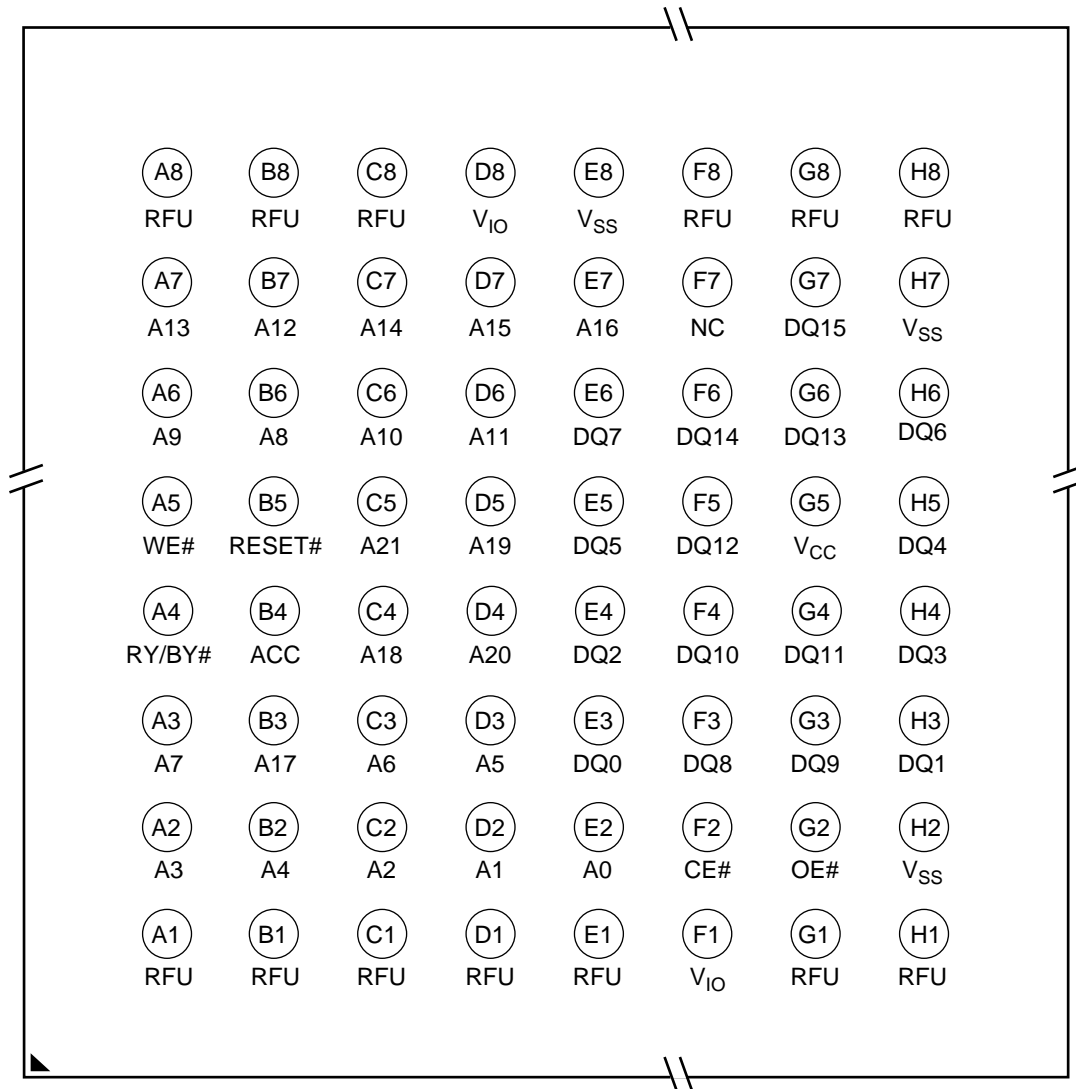 A8 B8 C8 D8 E8 F8 G8 H8
RFU RFU RFU VIO VSS RFU RFU RFU
A7 B7 C7 D7 E7 F7 G7 H7
A13 A12 A14 A15 A16 NC DQ15 VSS
A6 B6 C6 D6 E6 F6 G6 H6
A9 A8 A10 A11 DQ7 DQ14 DQ13 DQ6
A5 B5 C5 D5 E5 F5 G5 H5
WE# RESET# A21 A19 DQ5 DQ12 VCC DQ4
A4 B4 C4 D4 E4 F4 G4 H4
RY/BY# ACC A18 A20 DQ2 DQ10 DQ11 DQ3
A3 B3 C3 D3 E3 F3 G3 H3
A7 A17 A6 A5 DQ0 DQ8 DQ9 DQ1
A2 B2 C2 D2 E2 F2 G2 H2
A3 A4 A2 A1 A0 CE# OE# VSS
A1 B1 C1 D1 E1 F1 G1 H1
RFU RFU RFU RFU RFU VIO RFU RFU